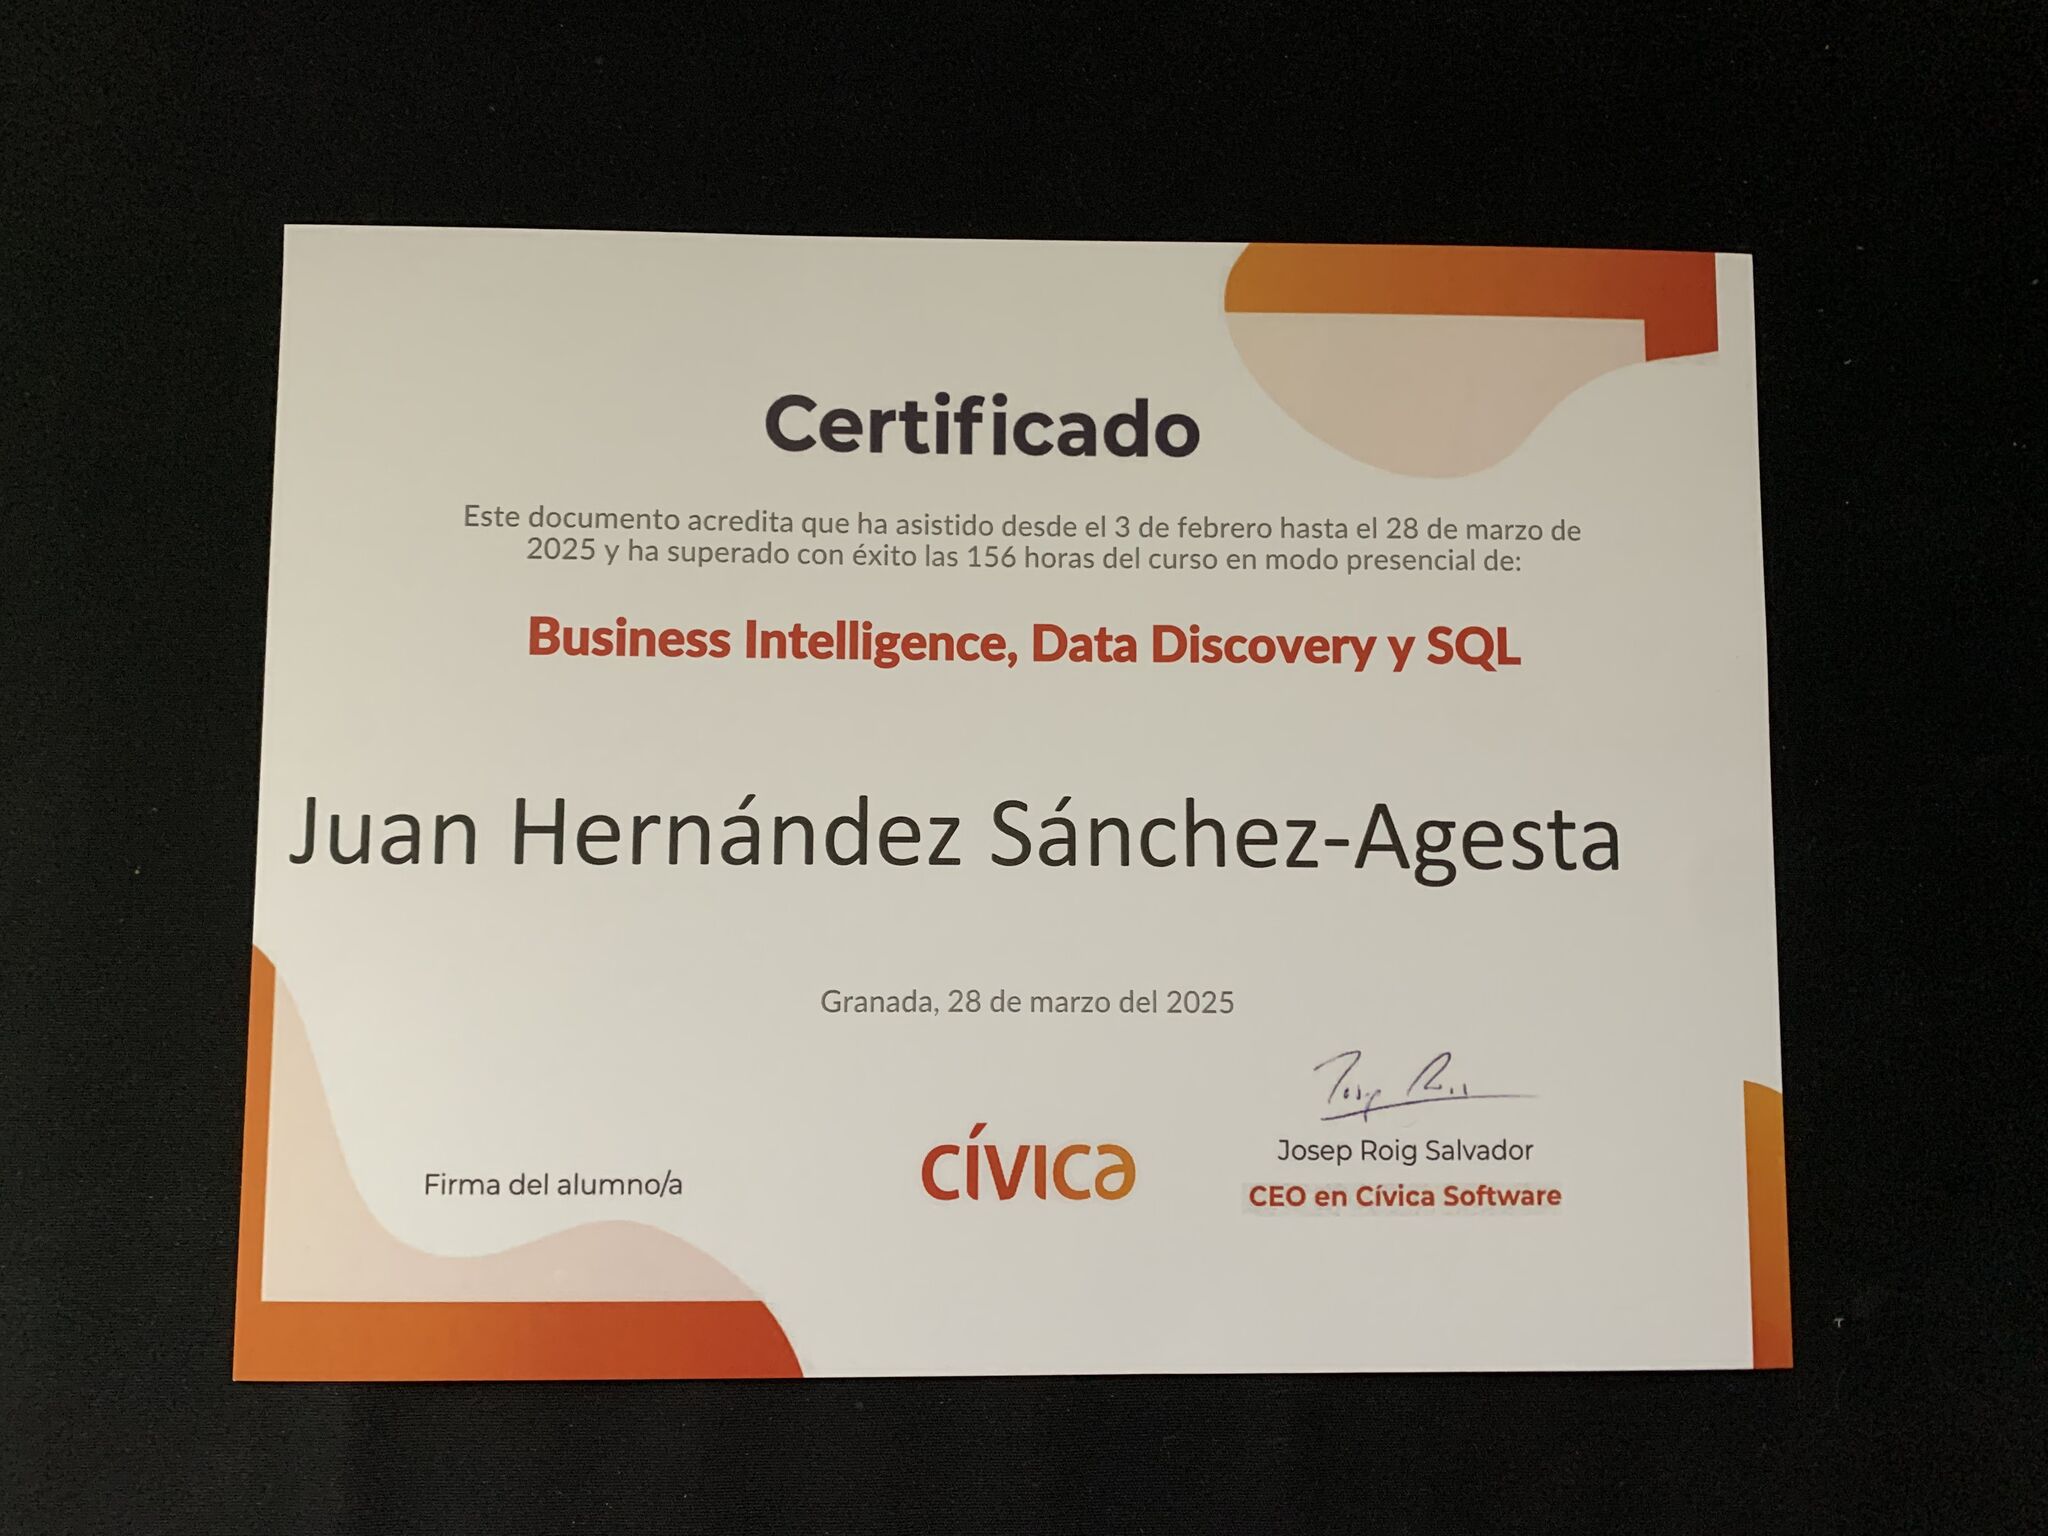 Certificado
Este documento acredita que ha asistido desde el 3 de febrero hasta el 28 de marzo de
2025 y ha superado con éxito las 156 horas del curso en modo presencial de:
Business Intelligence, Data Discovery y SQL
Juan Hernández Sánchez-Agesta
Granada, 28 de marzo del 2025
Firma del alumno/a
cívica
Josep Roig Salvador
CEO en Cívica Software